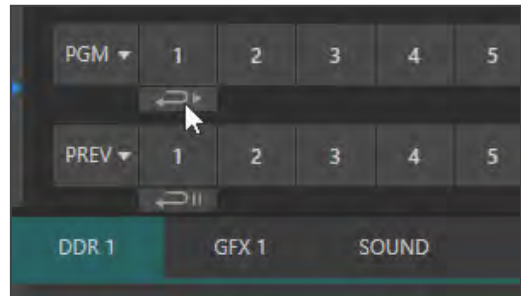 PGM 1 2 3 4 5
PREV 1 2 3 4 5
DDR 1 GFX 1 SOUND